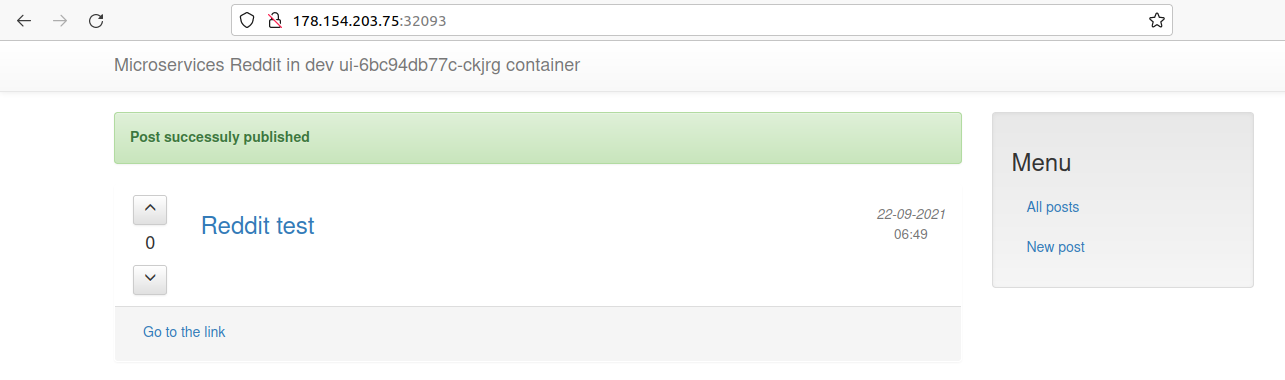 178.154.203.75:32093
Microservices Reddit in dev ui-6bc94db77c-ckjrg container
Post successuly published
Menu
All posts
New post
Reddit test
0
22-09-2021
06:49
Go to the link